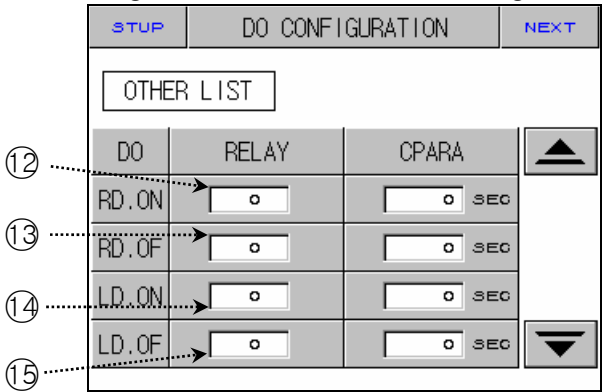 STUP DO CONFIGURATION NEXT
OTHER LIST
DO RELAY CPARA
⑫ RD.ON 0 0 SEC
⑬ RD.OF 0 0 SEC
⑭ LD.ON 0 0 SEC
⑮ LD.OF 0 0 SEC